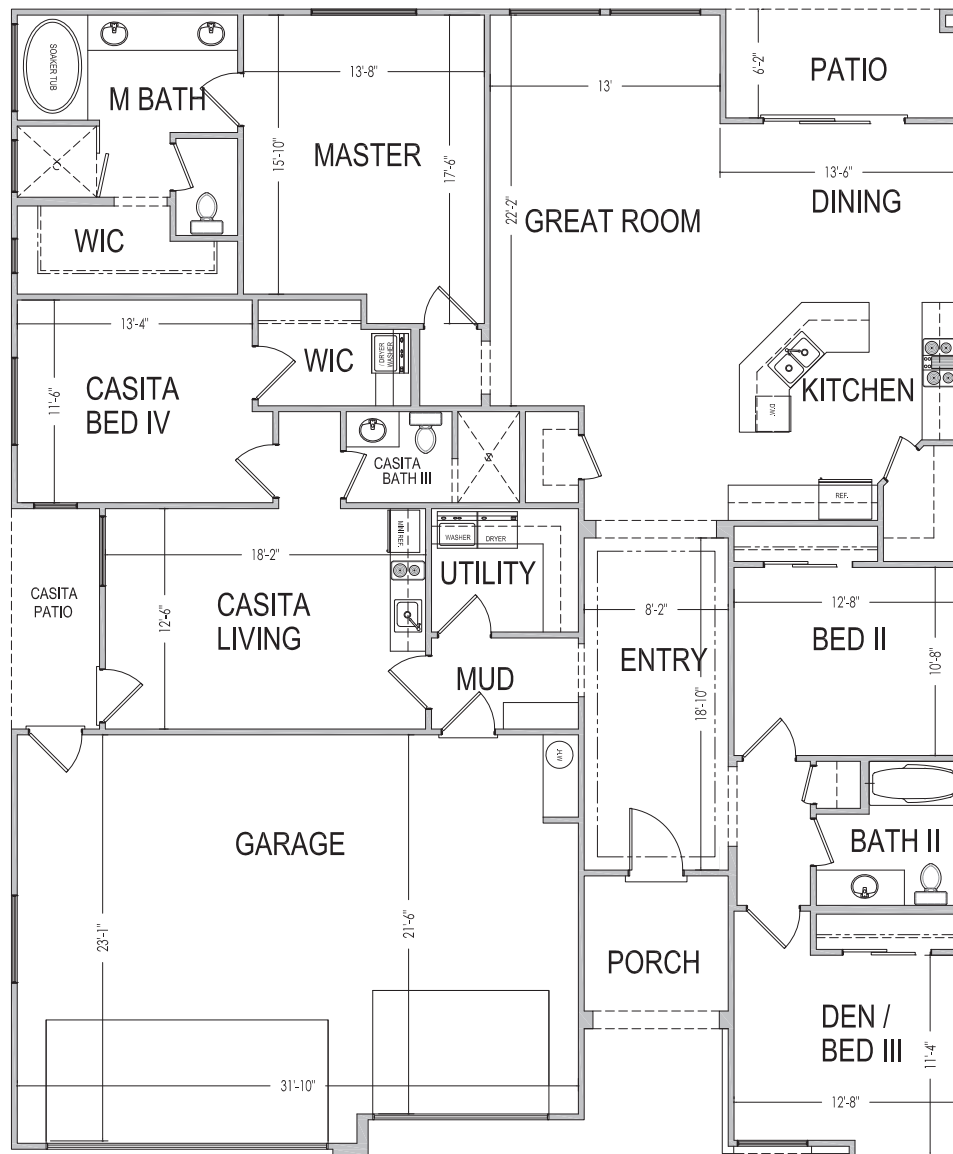 SOAKER TUB
M BATH
13'-8"
13'
6'-2"
PATIO
MASTER
15'-10"
17'-6"
13'-6"
DINING
22'-2"
GREAT ROOM
WIC
13'-4"
WIC
DRYER
WASHER
CASITA
BED IV
11'-6"
KITCHEN
D.W.
CASITA
BATH III
REF.
MINI REF.
WASHER
DRYER
18'-2"
UTILITY
CASITA
PATIO
CASITA
LIVING
12'-6"
8'-2"
12'-8"
BED II
10'-8"
ENTRY
MUD
18'-10"
GARAGE
BATH II
23'-1"
21'-6"
PORCH
DEN /
BED III
11'-4"
31'-10"
12'-8"